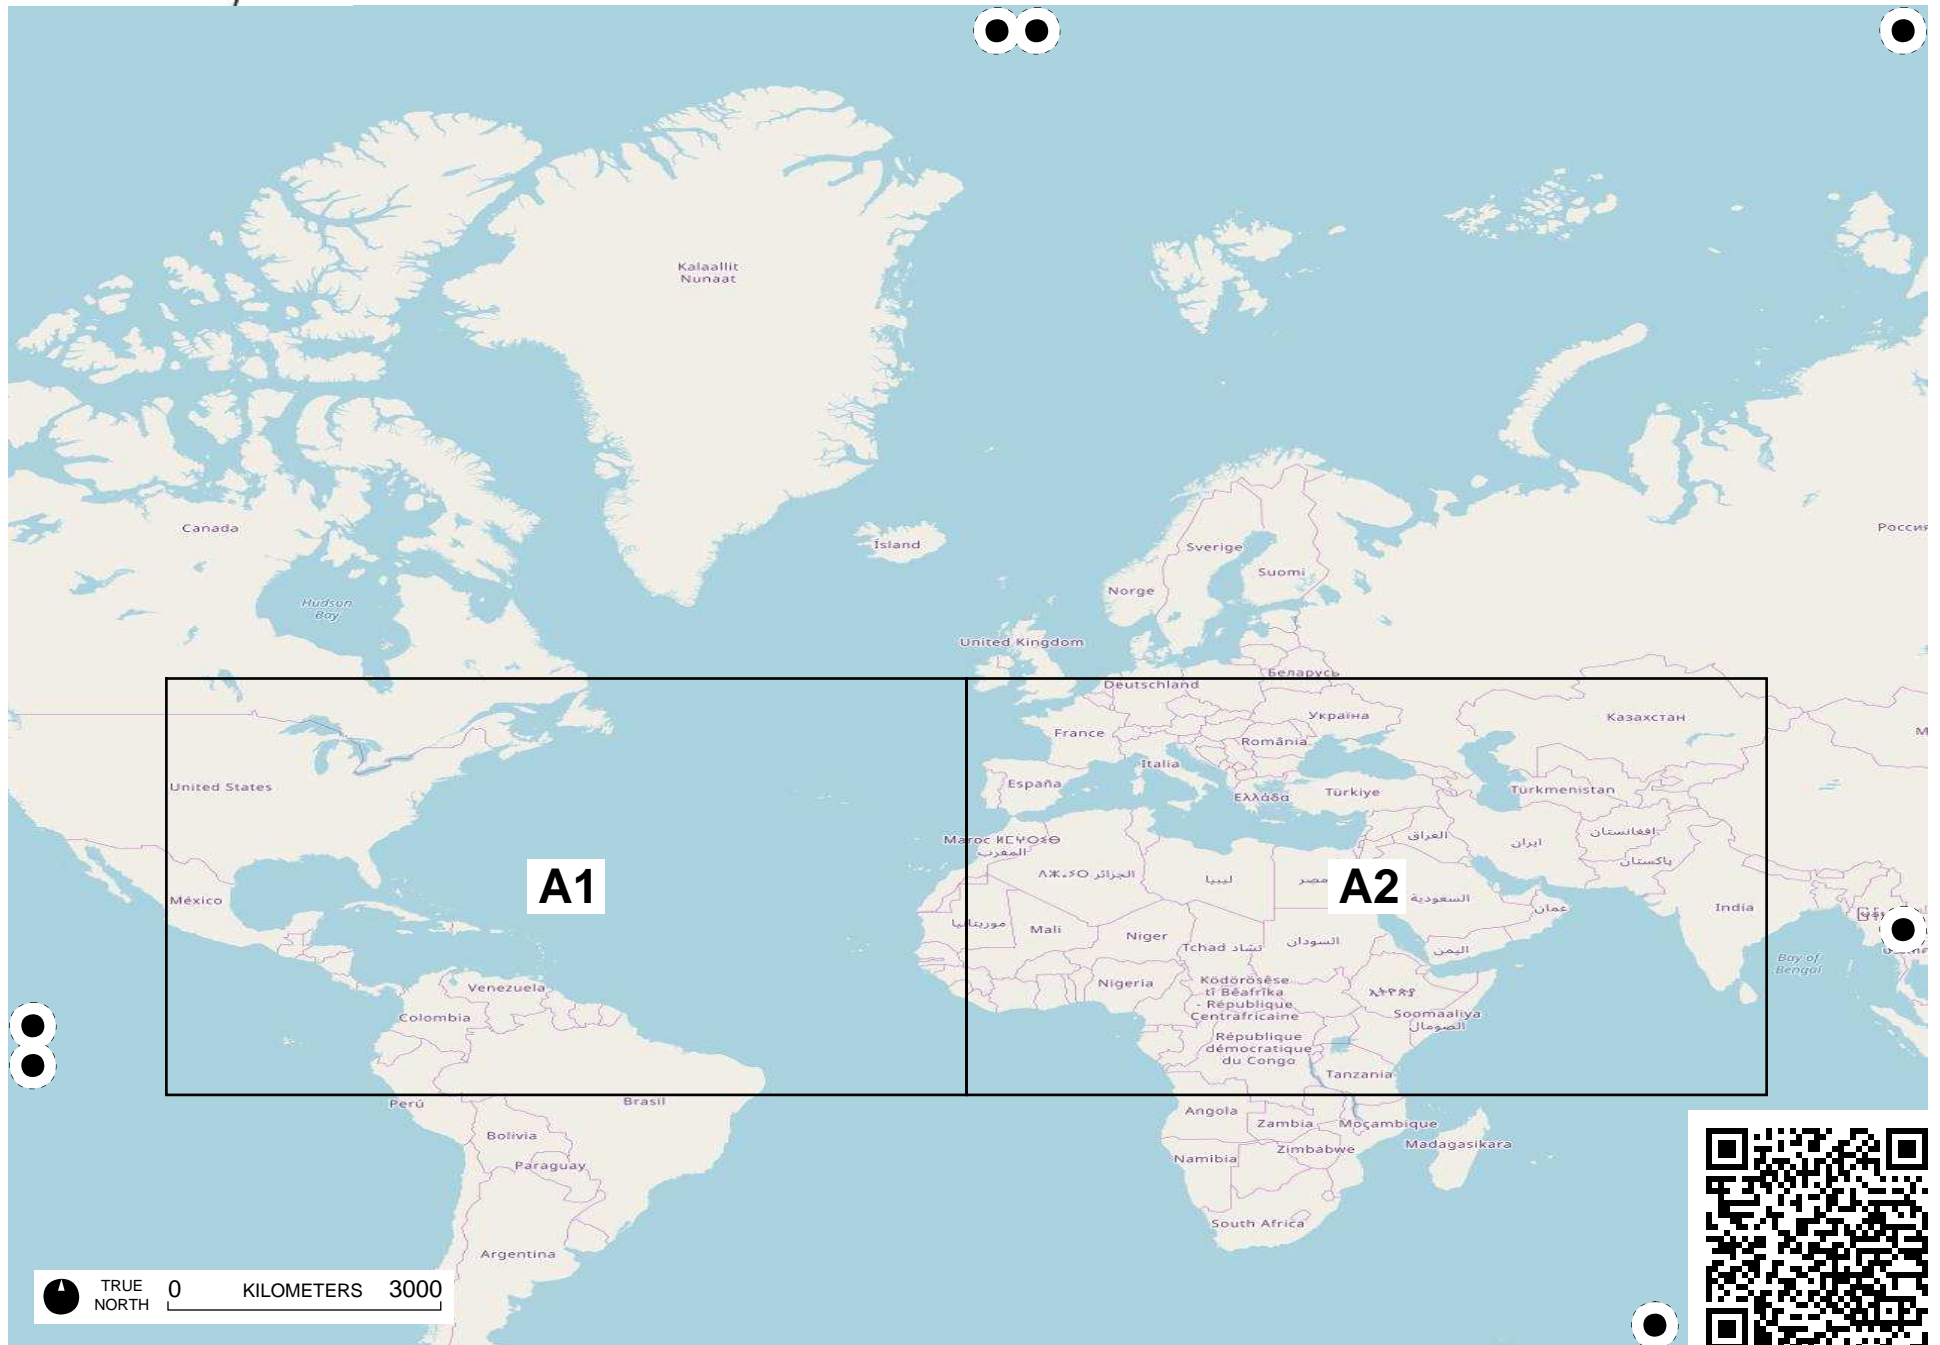 Kalaallit
Nunaat
Canada
Россия
Ísland
Sverige
Suomi
Norge
Hudson
Bay
United Kingdom
Беларусь
Deutschland
Україна
Казахстан
France
România
Italia
España
United States
Türkiye
Türkmenistan
Ελλάδα
العراق
افغانستان
ایران
Maroc ⵍⵎⵖⵔⵉⴱ
المغرب
پاکستان
الجزائر
ليبيا
مصر
A1
A2
السعودية
México
عمان
India
موريتانيا
Mali
Niger
Tchad تشاد
السودان
اليمن
Bay of
Bengal
Venezuela
Nigeria
Ködörösêse
tî Bêafrîka
- République
Centrafricaine
ኢትዮጵያ
Colombia
Soomaaliya
الصومال
République
démocratique
du Congo
Tanzania
Perú
Brasil
Angola
Zambia
Moçambique
Bolivia
Madagasikara
Zimbabwe
Namibia
Paraguay
South Africa
Argentina
TRUE
NORTH
0 KILOMETERS 3000